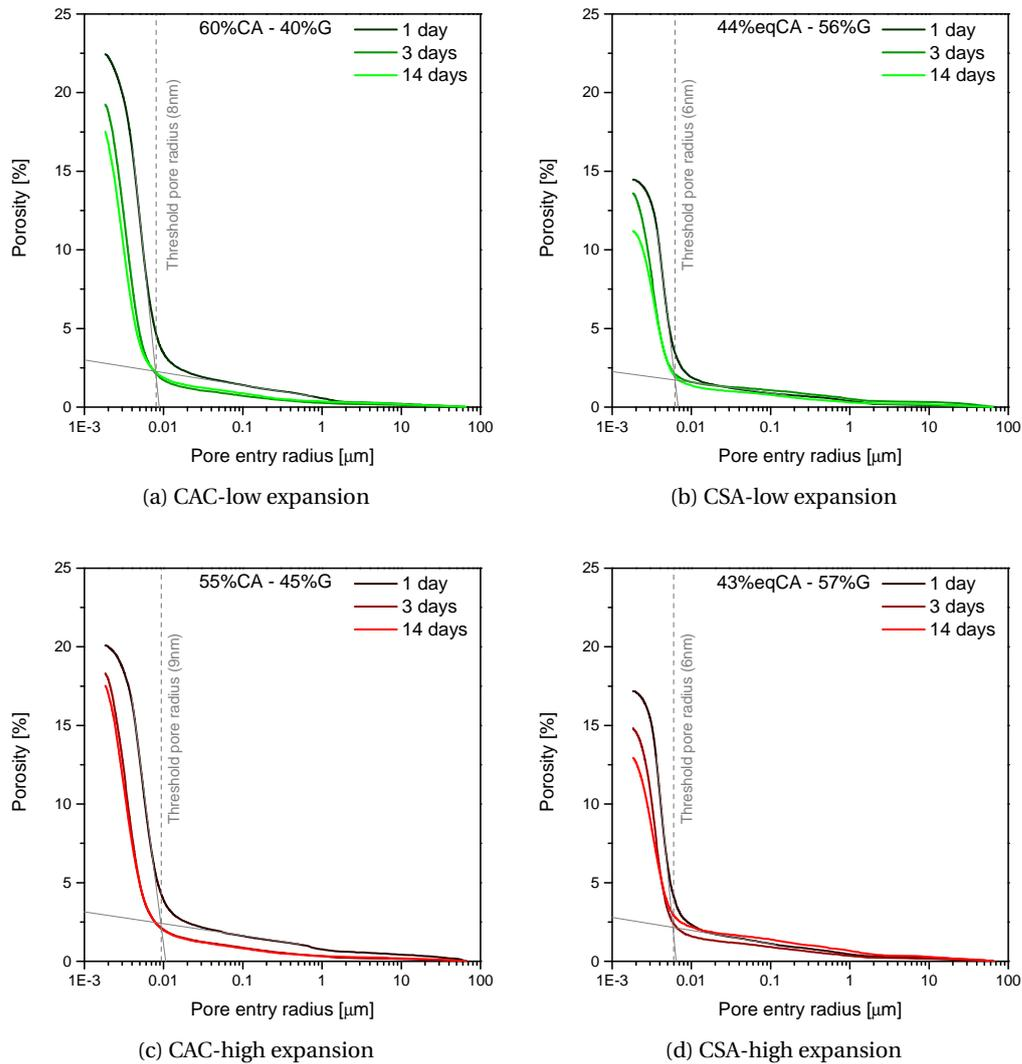 60%CA - 40%G
1 day
3 days
14 days
Threshold pore radius (8nm)
Porosity [%]
25
20
15
10
5
0
1E-3 0.01 0.1 1 10 100
Pore entry radius [μm]
(a) CAC-low expansion
44%eqCA - 56%G
1 day
3 days
14 days
Threshold pore radius (6nm)
Porosity [%]
25
20
15
10
5
0
1E-3 0.01 0.1 1 10 100
Pore entry radius [μm]
(b) CSA-low expansion
55%CA - 45%G
1 day
3 days
14 days
Threshold pore radius (9nm)
Porosity [%]
25
20
15
10
5
0
1E-3 0.01 0.1 1 10 100
Pore entry radius [μm]
(c) CAC-high expansion
43%eqCA - 57%G
1 day
3 days
14 days
Threshold pore radius (6nm)
Porosity [%]
25
20
15
10
5
0
1E-3 0.01 0.1 1 10 100
Pore entry radius [μm]
(d) CSA-high expansion